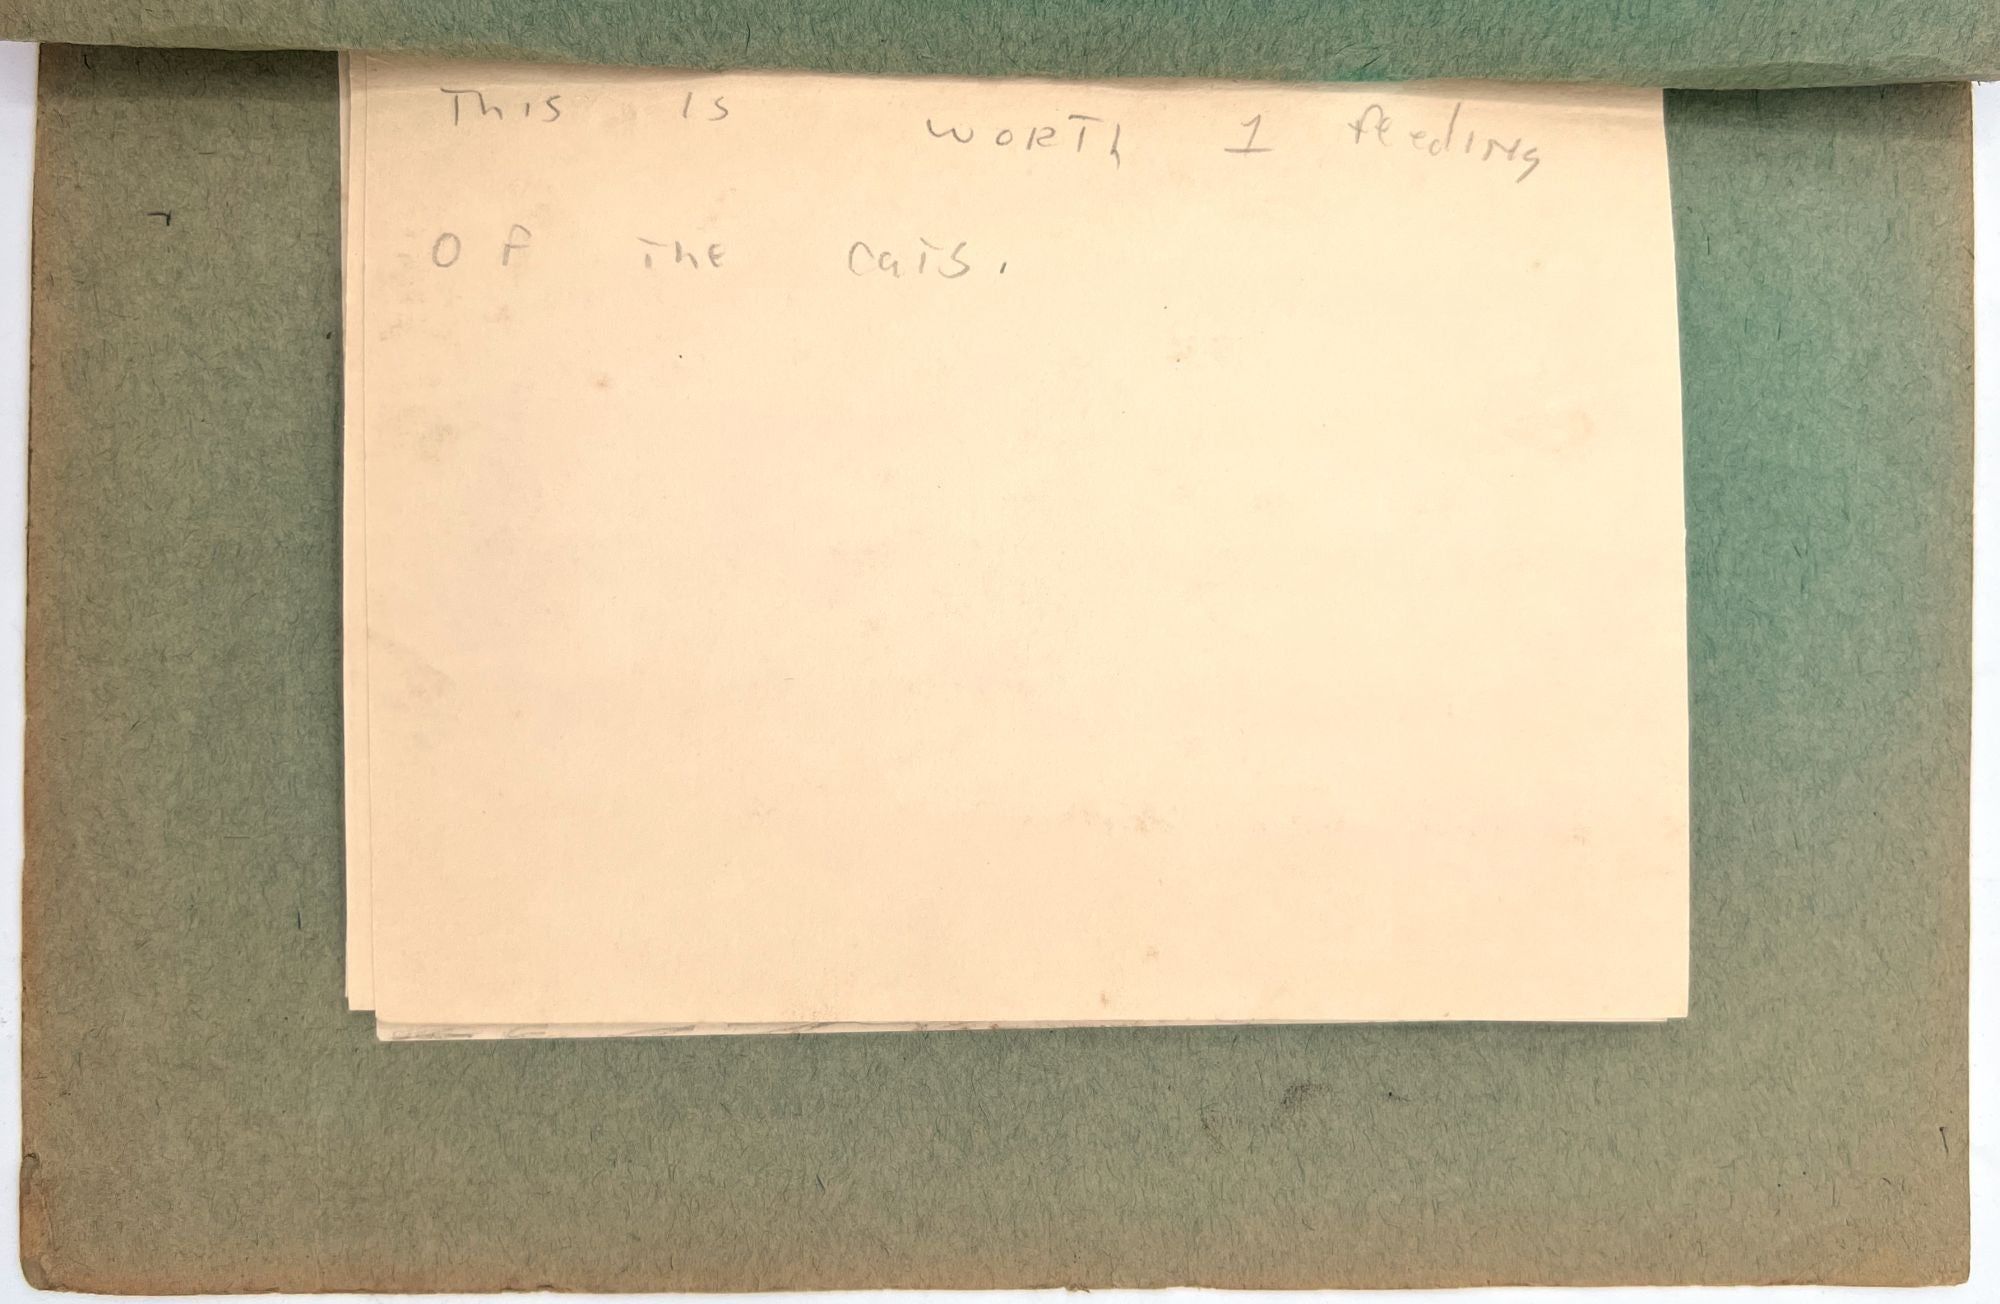 This is worth 1 feeding
of the cats.